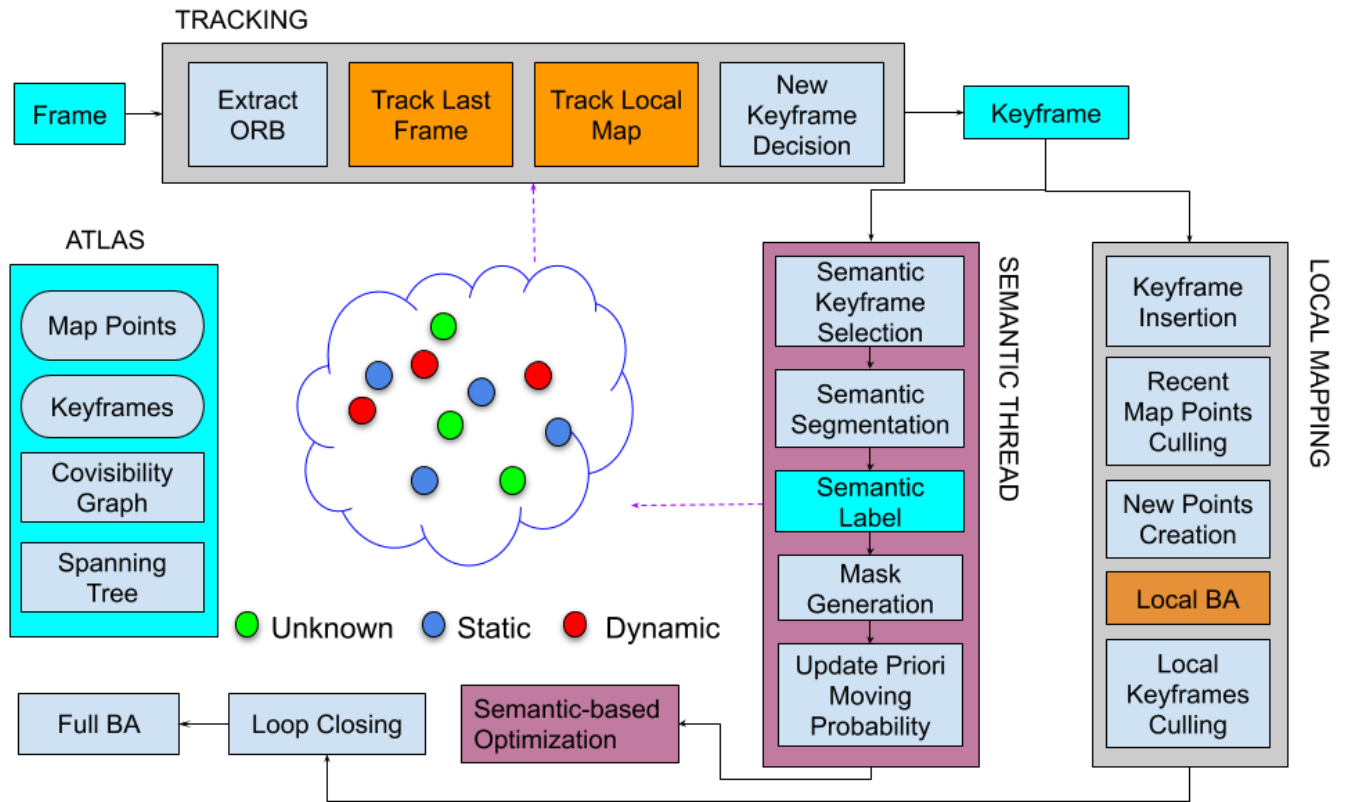 TRACKING
Frame
Extract
ORB
Track Last
Frame
Track Local
Map
New
Keyframe
Decision
Keyframe
ATLAS
Map Points
Keyframes
Covisibility
Graph
Spanning
Tree
Unknown
Static
Dynamic
Semantic
Keyframe
Selection
Semantic
Segmentation
Semantic
Label
Mask
Generation
Update Priori
Moving
Probability
SEMANTIC THREAD
Keyframe
Insertion
Recent
Map Points
Culling
New Points
Creation
Local BA
Local
Keyframes
Culling
LOCAL MAPPING
Full BA
Loop Closing
Semantic-based
Optimization